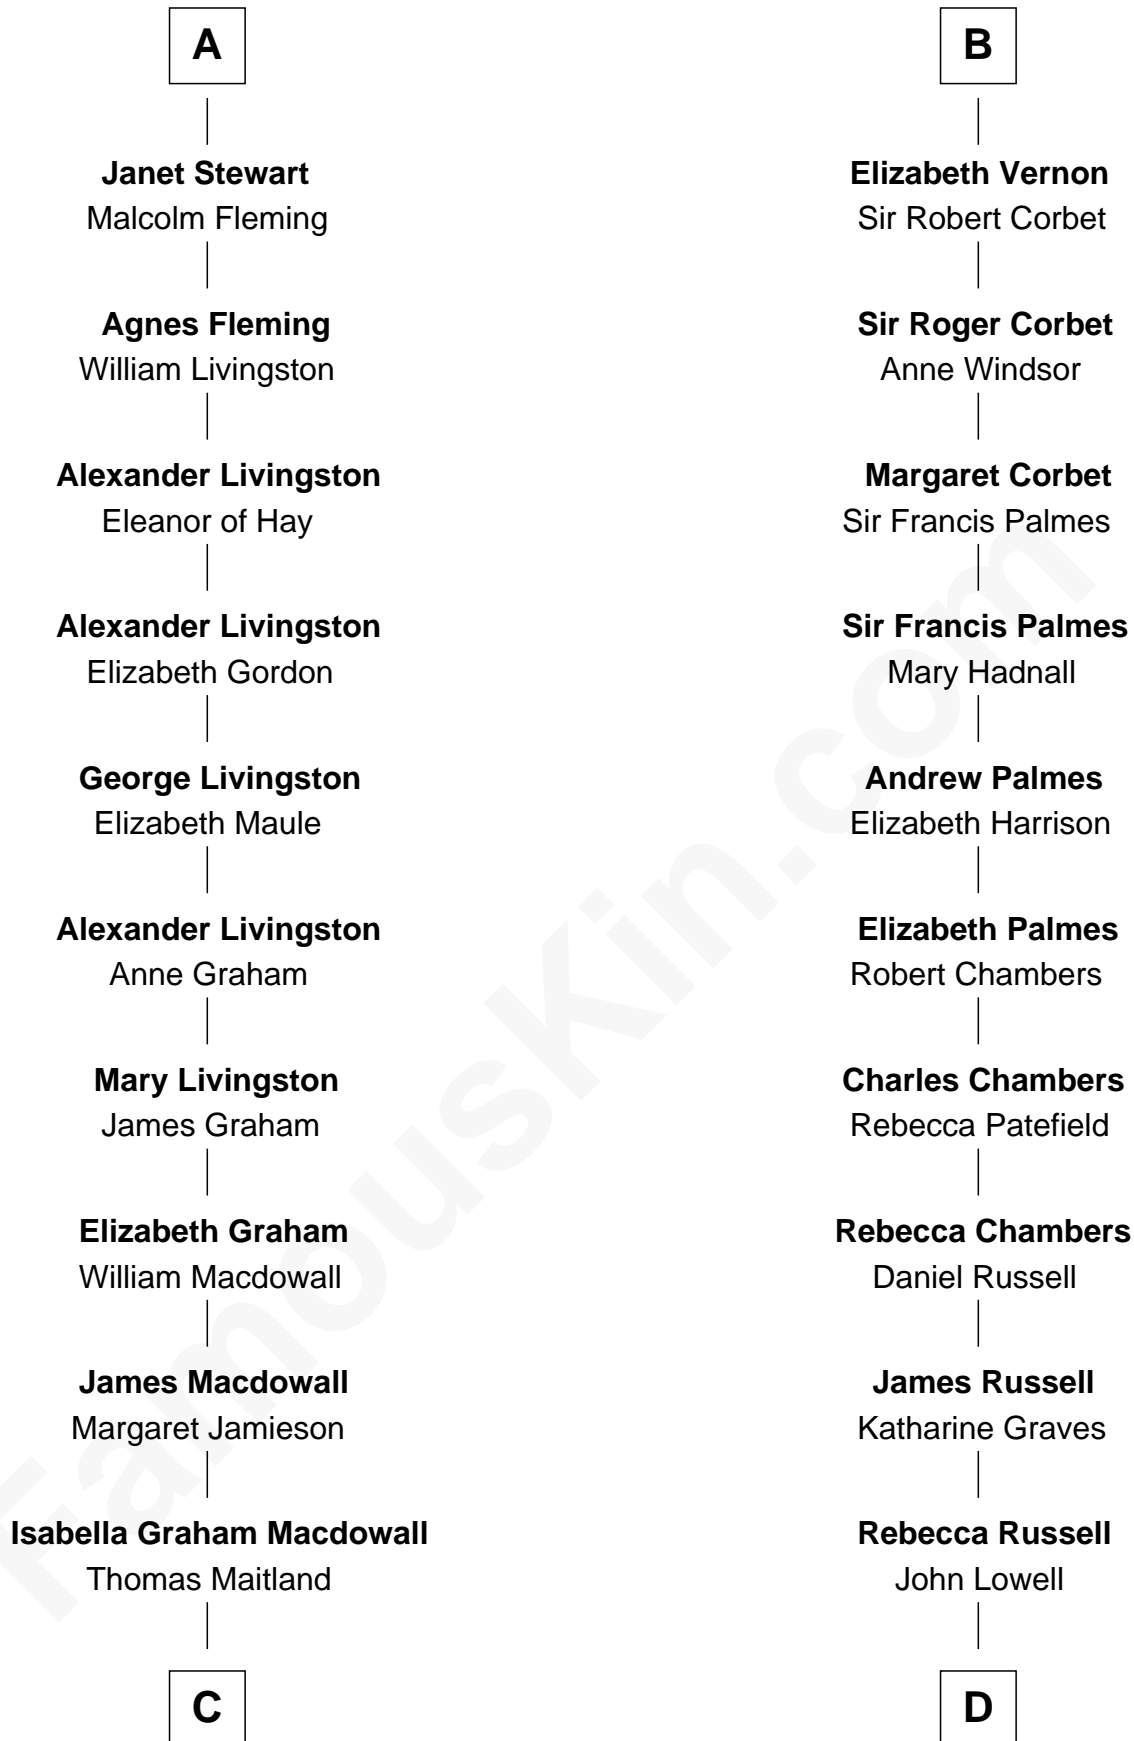 A
Janet Stewart
Malcolm Fleming
Agnes Fleming
William Livingston
Alexander Livingston
Eleanor of Hay
Alexander Livingston
Elizabeth Gordon
George Livingston
Elizabeth Maule
Alexander Livingston
Anne Graham
Mary Livingston
James Graham
Elizabeth Graham
William Macdowall
James Macdowall
Margaret Jamieson
Isabella Graham Macdowall
Thomas Maitland
C
B
Elizabeth Vernon
Sir Robert Corbet
Sir Roger Corbet
Anne Windsor
Margaret Corbet
Sir Francis Palmes
Sir Francis Palmes
Mary Hadnall
Andrew Palmes
Elizabeth Harrison
Elizabeth Palmes
Robert Chambers
Charles Chambers
Rebecca Patefield
Rebecca Chambers
Daniel Russell
James Russell
Katharine Graves
Rebecca Russell
John Lowell
D
FamousKin.com